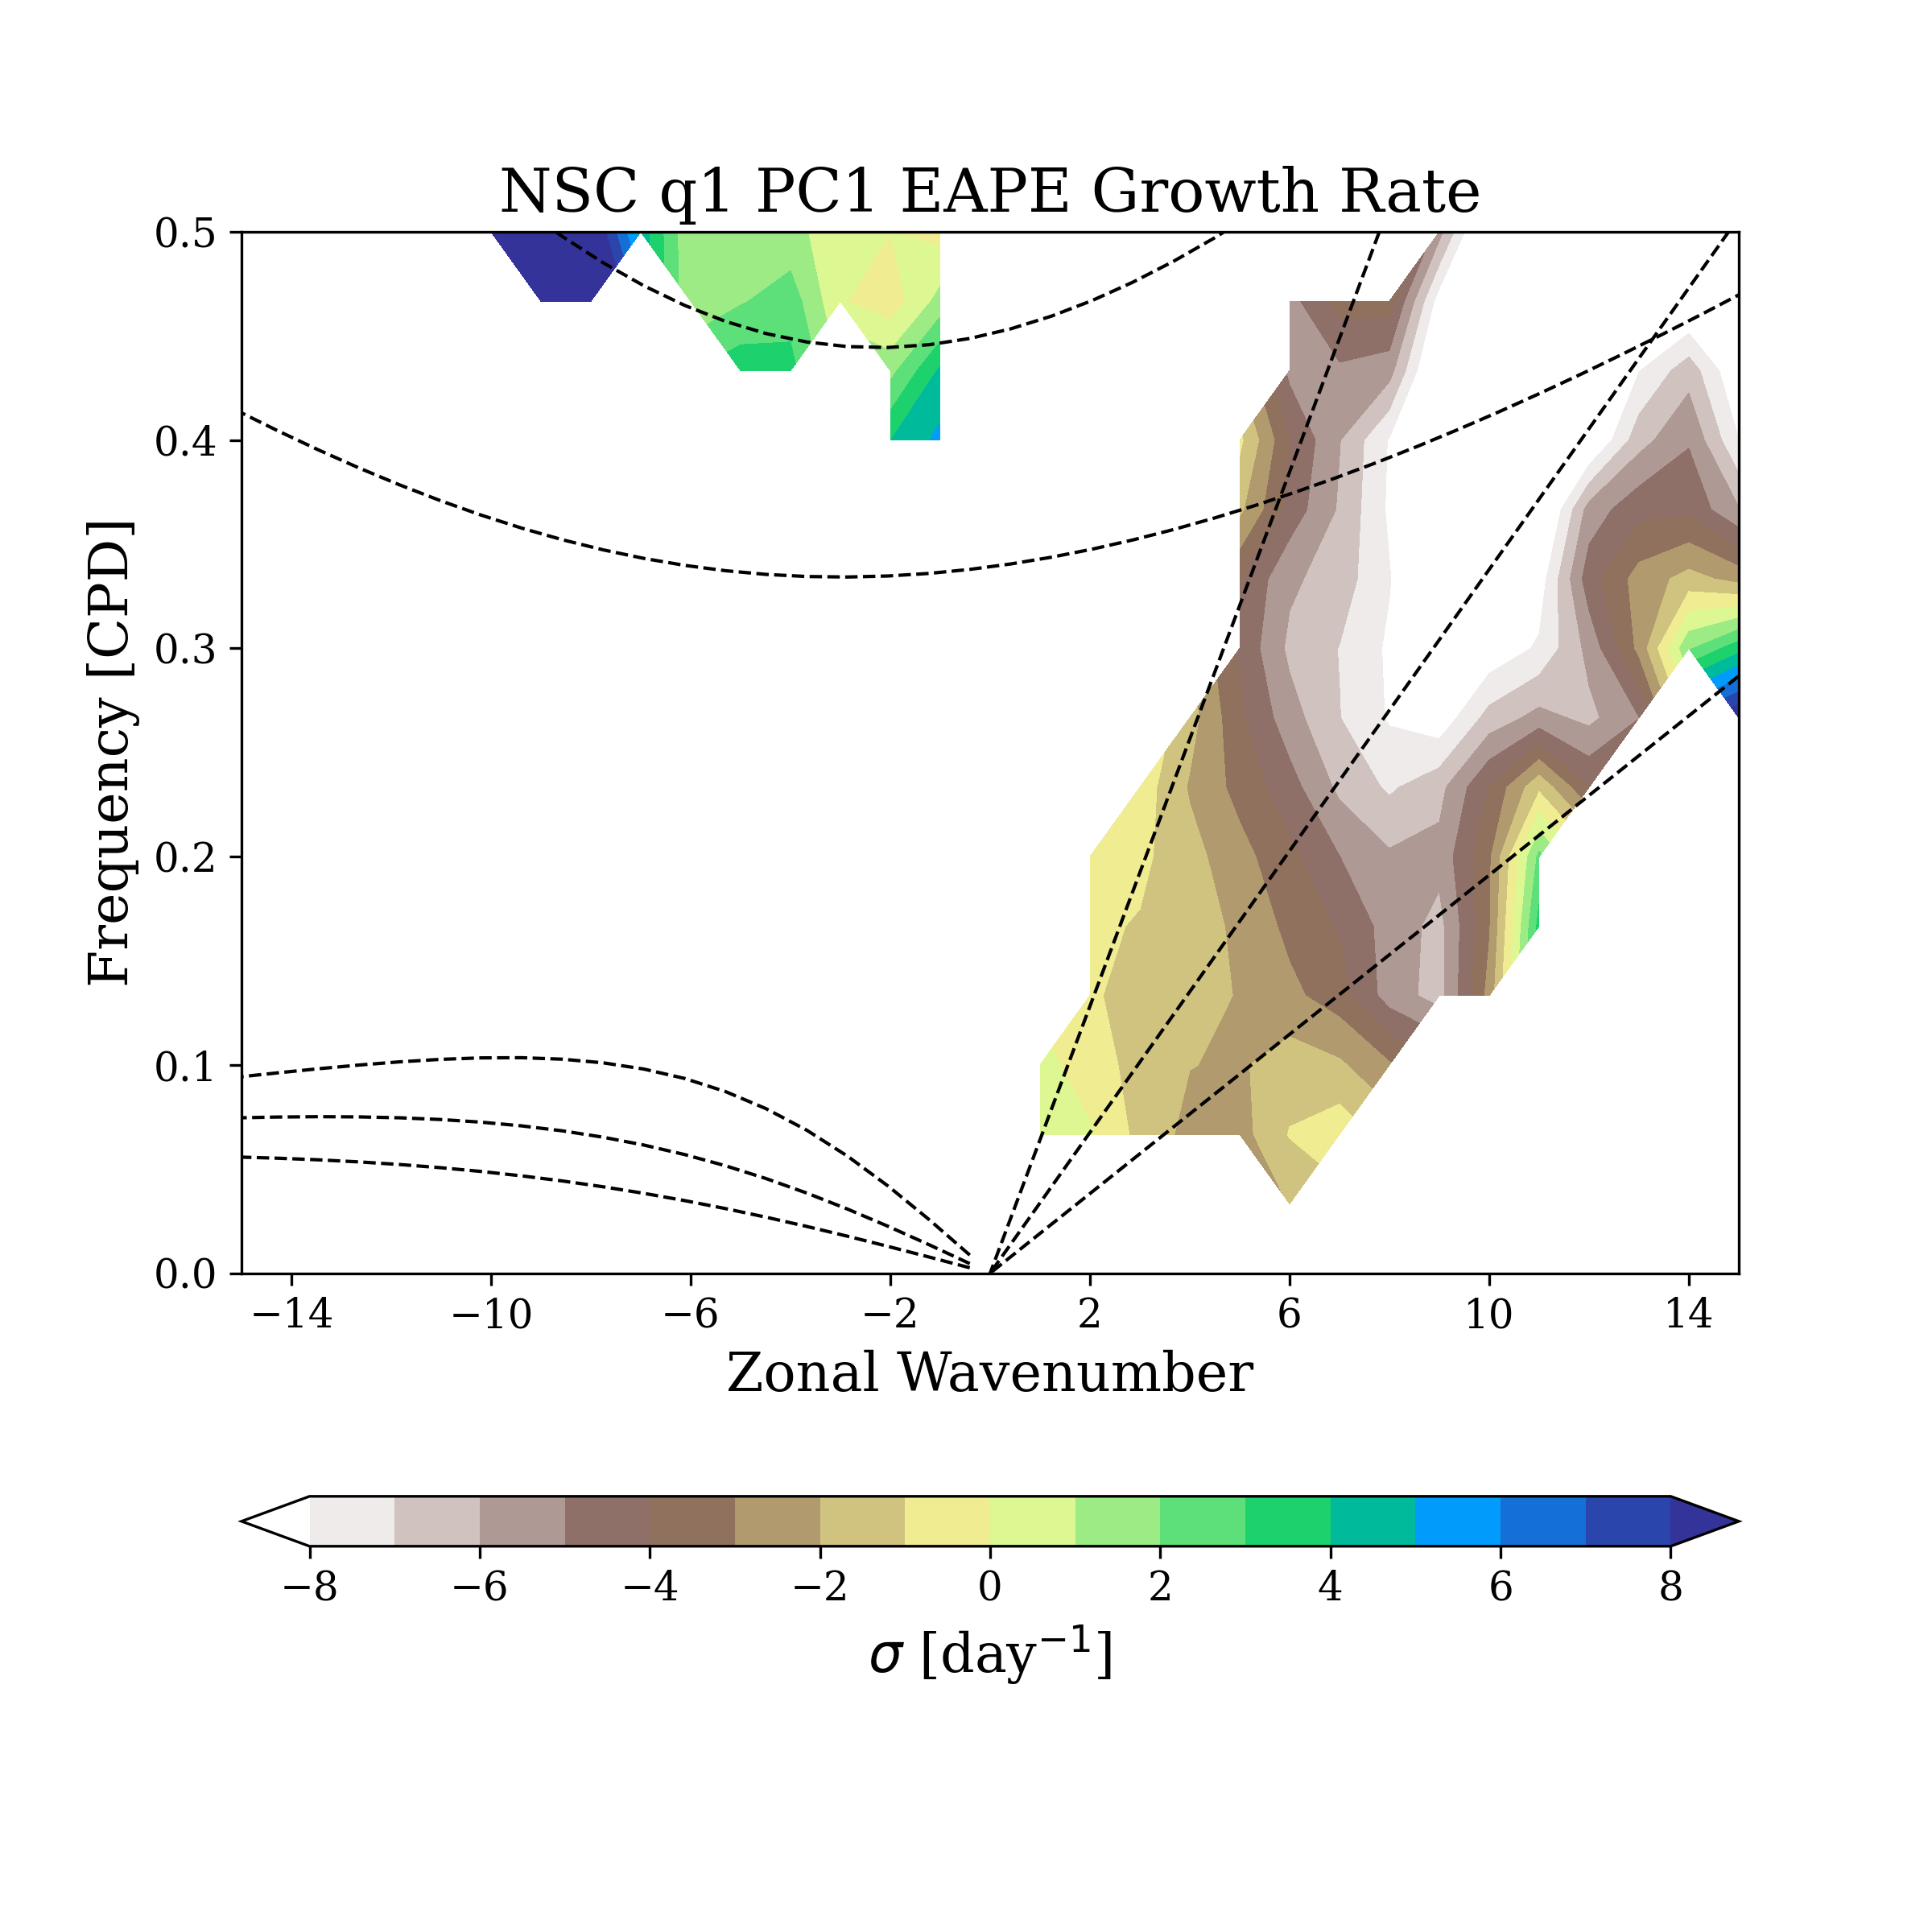 NSC q1 PC1 EAPE Growth Rate
0.5
0.4
0.3
0.2
0.1
0.0
Frequency [CPD]
−14 −10 −6 −2 2 6 10 14
Zonal Wavenumber
−8 −6 −4 −2 0 2 4 6 8
σ [day⁻¹]